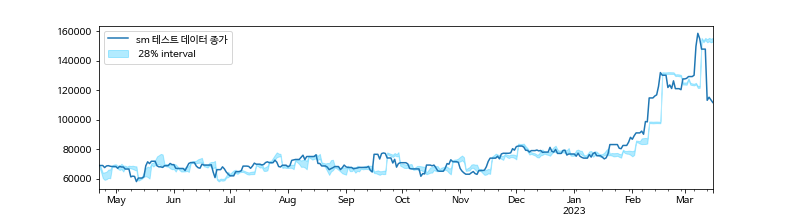 160000
140000
120000
100000
80000
60000
sm 테스트 데이터 종가
28% interval
May Jun Jul Aug Sep Oct Nov Dec Jan Feb Mar
2023